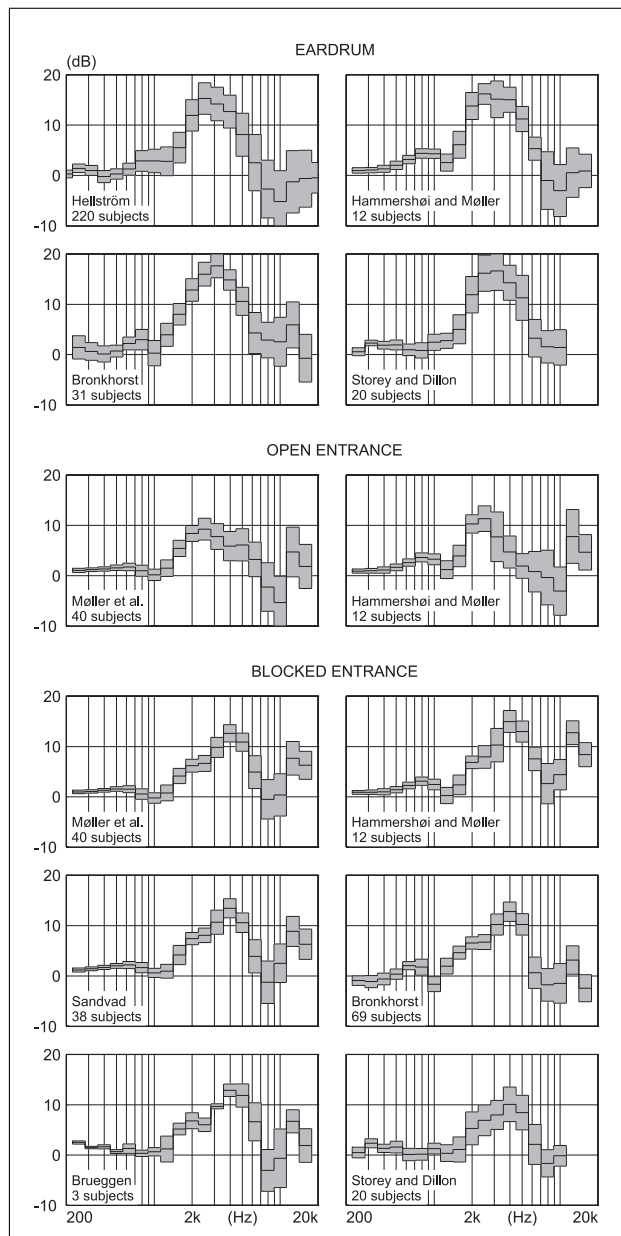 EARDRUM
(dB)
20
10
0
-10
Hellström
220 subjects
Hammershøi and Møller
12 subjects
20
10
0
-10
Bronkhorst
31 subjects
Storey and Dillon
20 subjects
OPEN ENTRANCE
20
10
0
-10
Møller et al.
40 subjects
Hammershøi and Møller
12 subjects
BLOCKED ENTRANCE
20
10
0
-10
Møller et al.
40 subjects
Hammershøi and Møller
12 subjects
20
10
0
-10
Sandvad
38 subjects
Bronkhorst
69 subjects
20
10
0
-10
Brueggen
3 subjects
Storey and Dillon
20 subjects
200 2k (Hz) 20k 200 2k (Hz) 20k